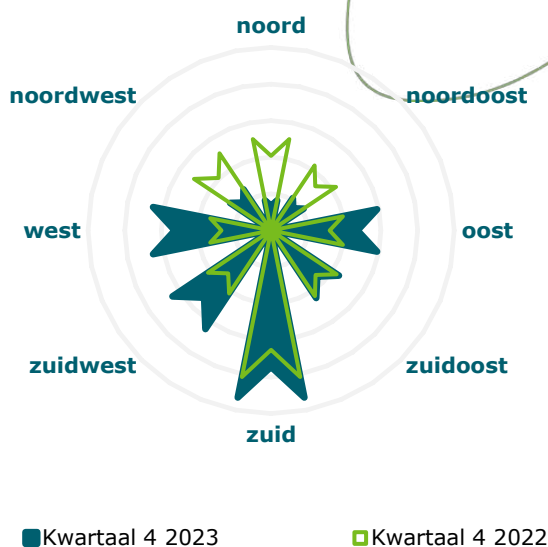 noord
noordwest noordoost
west oost
zuidwest zuidoost
zuid
Kwartaal 4 2023 Kwartaal 4 2022